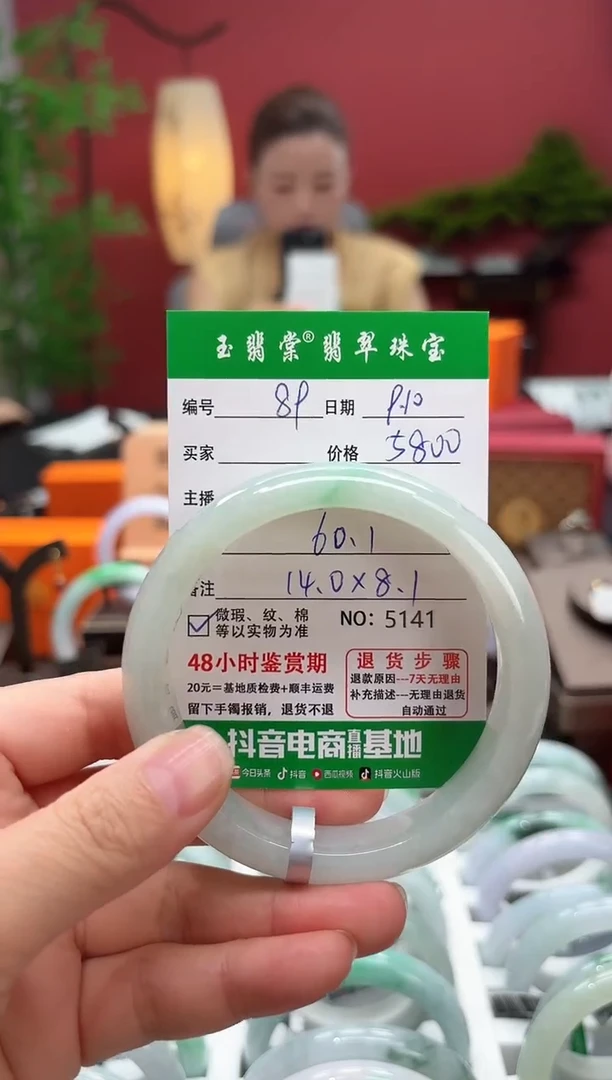 玉翡棠®翡翠珠宝
编号 89 日期 9.10
买家 价格 5800
主播
60.1
备注 14.0×8.1
微瑕、纹、棉
等以实物为准
NO: 5141
48小时鉴赏期
20元=基地质检费+顺丰运费
留下手镯报销，退货不退
退货步骤
退款原因---7天无理由
补充描述---无理由退货
自动通过
抖音电商直播基地
今日头条 抖音 西瓜视频 抖音火山版